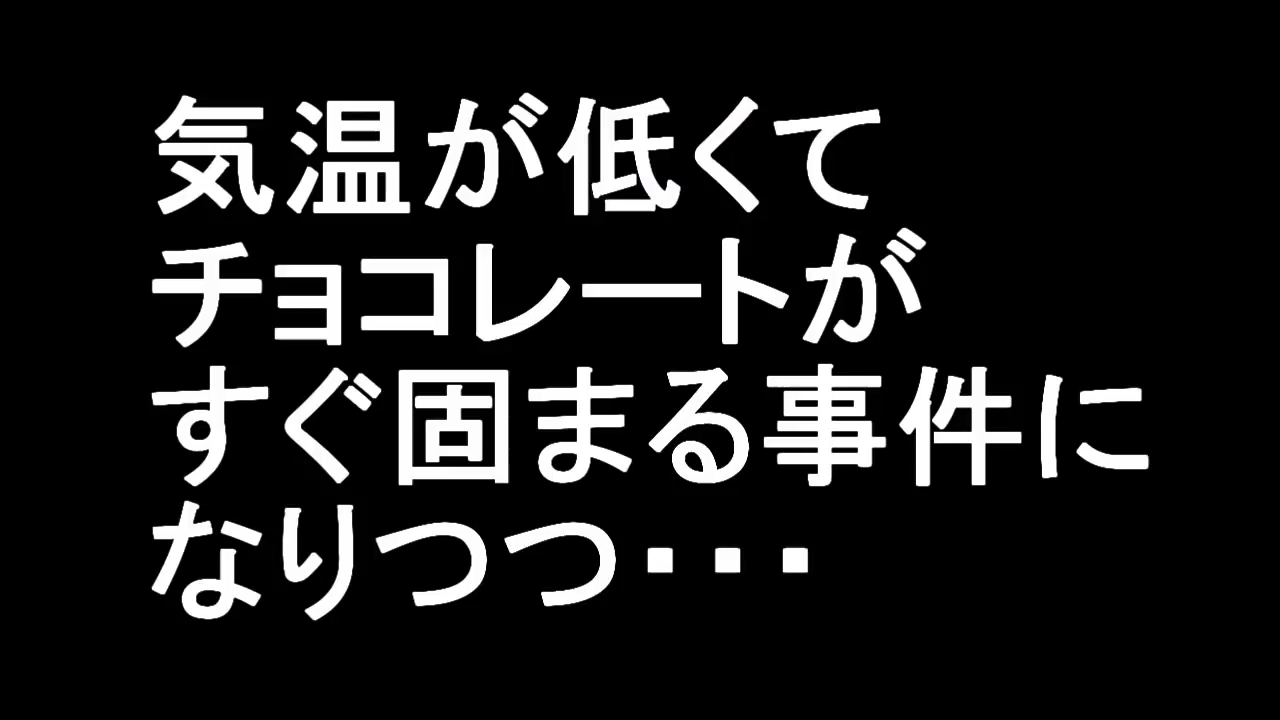 気温が低くて
チョコレートが
すぐ固まる事件に
なりつつ・・・